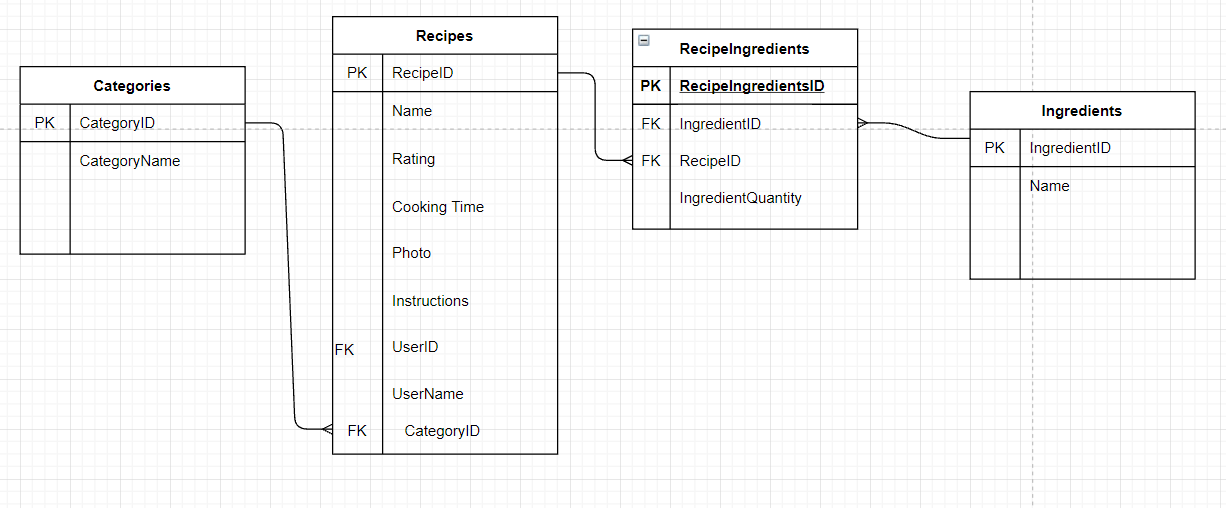 Categories
PK CategoryID
CategoryName
Recipes
PK RecipeID
Name
Rating
Cooking Time
Photo
Instructions
FK UserID
UserName
FK CategoryID
RecipeIngredients
PK RecipeIngredientsID
FK IngredientID
FK RecipeID
IngredientQuantity
Ingredients
PK IngredientID
Name